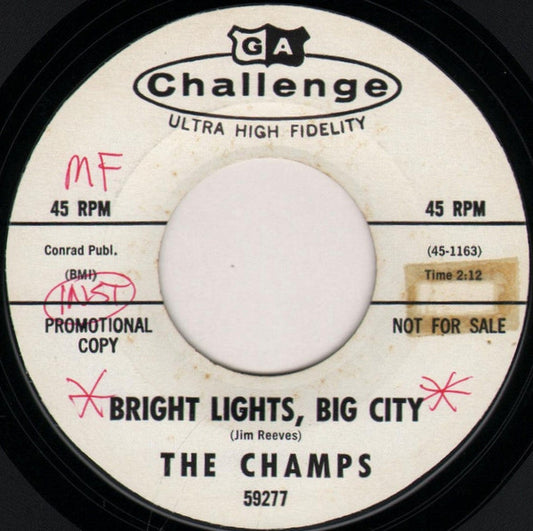 GA
Challenge
ULTRA HIGH FIDELITY
MF
45 RPM
45 RPM
Conrad Publ.
(BMI)
(45-1163)
Time 2:12
INST
PROMOTIONAL
COPY
NOT FOR SALE
BRIGHT LIGHTS, BIG CITY
(Jim Reeves)
THE CHAMPS
59277